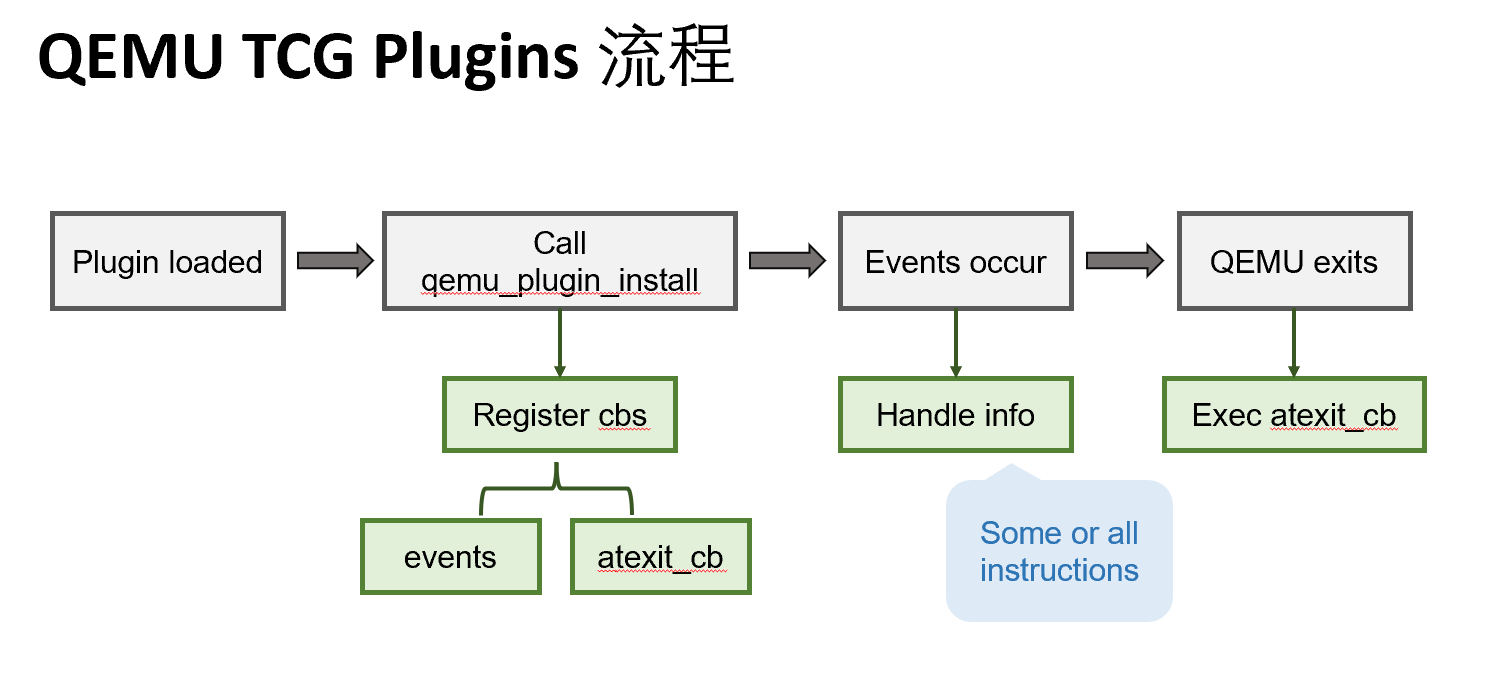 QEMU TCG Plugins 流程
Plugin loaded
Call
qemu_plugin_install
Events occur
QEMU exits
Register cbs
Handle info
Exec atexit_cb
events
atexit_cb
Some or all
instructions